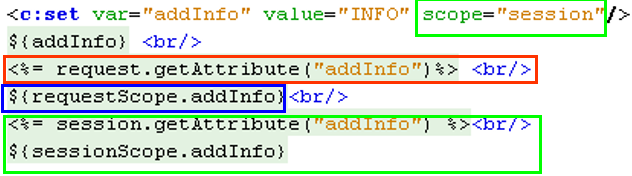 <c:set var="addInfo" value="INFO" scope="session"/>
${addInfo} <br/>
<%= request.getAttribute("addInfo")%> <br/>
${requestScope.addInfo}<br/>
<%= session.getAttribute("addInfo") %><br/>
${sessionScope.addInfo}